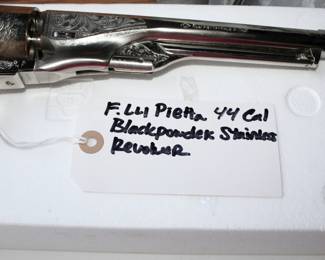 F.LLI Pietta 44 Cal
Blackpowder Stainless
Revolver